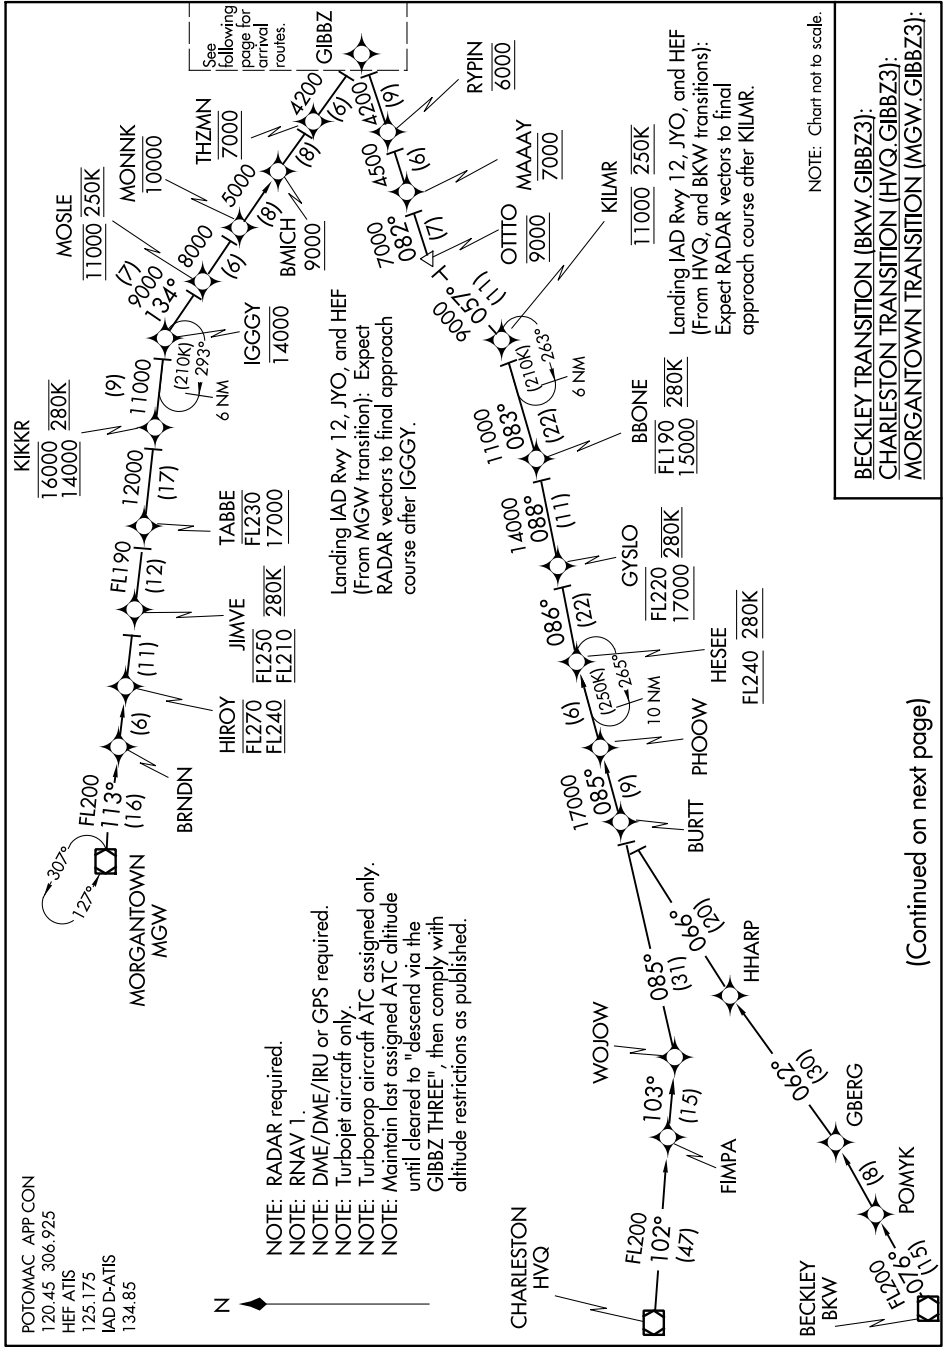 POTOMAC APP CON
120.45 306.925
HEF ATIS
125.175
IAD D-ATIS
134.85
N
NOTE: RADAR required.
NOTE: RNAV 1.
NOTE: DME/DME/IRU or GPS required.
NOTE: Turbojet aircraft only.
NOTE: Turboprop aircraft ATC assigned only.
NOTE: Maintain last assigned ATC altitude
until cleared to "descend via the
GIBBZ THREE", then comply with
altitude restrictions as published.
MORGANTOWN
MGW
307°
127°
FL200
113°
(16)
BRNDN
(6)
HIROY
FL270
FL240
(11)
JIMVE
FL250 280K
FL210
FL190
(12)
TABBE
FL230
17000
12000
(17)
KIKKR
16000 280K
14000
(9)
11000
(210K)
293°
6 NM
IGGGY
14000
(7)
9000
134°
MOSLE
11000 250K
8000
(6)
MONNK
10000
5000
(8)
BMICH
9000
(8)
THZMN
7000
4200
(6)
GIBBZ
See
following
page for
arrival
routes.
4200
(9)
RYPIN
6000
4500
(6)
MAAAY
7000
7000
082°
(7)
OTTTO
9000
9000
057°
(11)
KILMR
11000 250K
(210K)
263°
6 NM
Landing IAD Rwy 12, JYO, and HEF
(From MGW transition): Expect
RADAR vectors to final approach
course after IGGGY.
Landing IAD Rwy 12, JYO, and HEF
(From HVQ, and BKW transitions):
Expect RADAR vectors to final
approach course after KILMR.
11000
083°
(22)
BBONE
FL190 280K
15000
14000
088°
(11)
GYSLO
FL220 280K
17000
086°
(22)
HESEE
FL240 280K
(250K)
265°
10 NM
(6)
PHOOW
17000
085°
(9)
BURTT
085°
(31)
WOJOW
103°
(15)
FIMPA
FL200
102°
(47)
CHARLESTON
HVQ
066°
(20)
HHARP
062°
(30)
GBERG
(8)
POMYK
FL200
076°
(15)
BECKLEY
BKW
(Continued on next page)
NOTE: Chart not to scale.
BECKLEY TRANSITION (BKW.GIBBZ3):
CHARLESTON TRANSITION (HVQ.GIBBZ3):
MORGANTOWN TRANSITION (MGW.GIBBZ3):